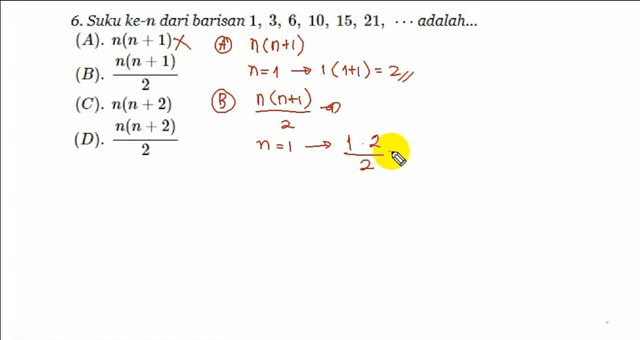 6. Suku ke-n dari barisan 1, 3, 6, 10, 15, 21, ⋯ adalah...
(A). n(n + 1) X
(B). n(n + 1)/2
(C). n(n + 2)
(D). n(n + 2)/2
Ⓐ n(n+1)
n=1 → 1(1+1) = 2 //
Ⓑ n(n+1)/2 →
n=1 → 1 · 2/2